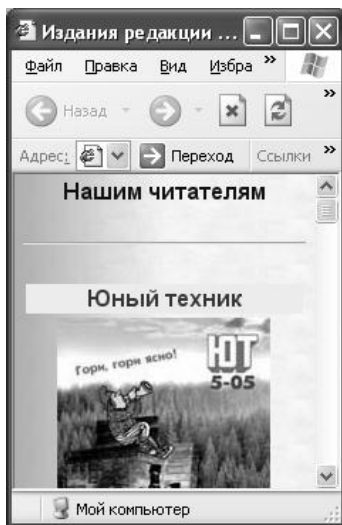 Издания редакции ...
Файл Правка Вид Избра »
Назад »
Адрес: Переход Ссылки »
Нашим читателям
Юный техник
Гори, гори ясно!
ЮТ
5-05
Мой компьютер